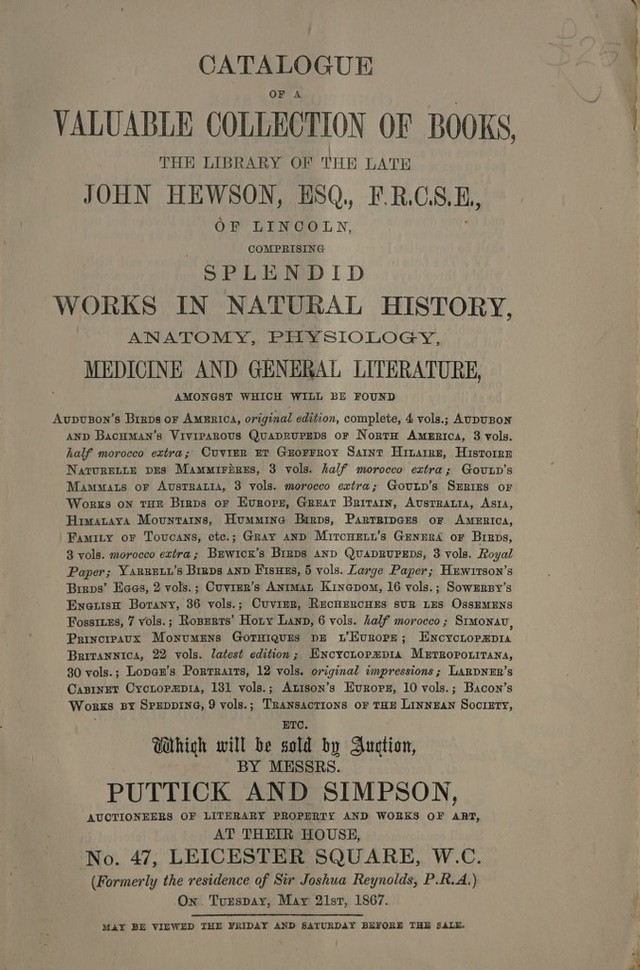 £25
CATALOGUE
OF A
VALUABLE COLLECTION OF BOOKS,
THE LIBRARY OF THE LATE
JOHN HEWSON, ESQ., F.R.C.S.E.,
OF LINCOLN,
COMPRISING
SPLENDID
WORKS IN NATURAL HISTORY,
ANATOMY, PHYSIOLOGY,
MEDICINE AND GENERAL LITERATURE,
AMONGST WHICH WILL BE FOUND
AUDUBON'S BIRDS OF AMERICA, original edition, complete, 4 vols.; AUDUBON
AND BACHMAN'S VIVIPAROUS QUADRUPEDS OF NORTH AMERICA, 3 vols.
half morocco extra; CUVIER ET GEOFFROY SAINT HILAIRE, HISTOIRE
NATURELLE DES MAMMIFÈRES, 3 vols. half morocco extra; GOULD'S
MAMMALS OF AUSTRALIA, 3 vols. morocco extra; GOULD'S SERIES OF
WORKS ON THE BIRDS OF EUROPE, GREAT BRITAIN, AUSTRALIA, ASIA,
HIMALAYA MOUNTAINS, HUMMING BIRDS, PARTRIDGES OF AMERICA,
FAMILY OF TOUCANS, etc.; GRAY AND MITCHELL'S GENERA OF BIRDS,
3 vols. morocco extra; BEWICK'S BIRDS AND QUADRUPEDS, 3 vols. Royal
Paper; YARRELL'S BIRDS AND FISHES, 5 vols. Large Paper; HEWITSON'S
BIRDS' EGGS, 2 vols.; CUVIER'S ANIMAL KINGDOM, 16 vols.; SOWERBY'S
ENGLISH BOTANY, 36 vols.; CUVIER, RECHERCHES SUR LES OSSEMENS
FOSSILES, 7 vols.; ROBERTS' HOLY LAND, 6 vols. half morocco; SIMONAU,
PRINCIPAUX MONUMENS GOTHIQUES DE L'EUROPE; ENCYCLOPÆDIA
BRITANNICA, 22 vols. latest edition; ENCYCLOPÆDIA METROPOLITANA,
30 vols.; LODGE'S PORTRAITS, 12 vols. original impressions; LARDNER'S
CABINET CYCLOPÆDIA, 131 vols.; ALISON'S EUROPE, 10 vols.; BACON'S
WORKS BY SPEDDING, 9 vols.; TRANSACTIONS OF THE LINNEAN SOCIETY,
ETC.
Which will be sold by Auction,
BY MESSRS.
PUTTICK AND SIMPSON,
AUCTIONEERS OF LITERARY PROPERTY AND WORKS OF ART,
AT THEIR HOUSE,
No. 47, LEICESTER SQUARE, W.C.
(Formerly the residence of Sir Joshua Reynolds, P.R.A.)
ON TUESDAY, MAY 21ST, 1867.
MAY BE VIEWED THE FRIDAY AND SATURDAY BEFORE THE SALE.